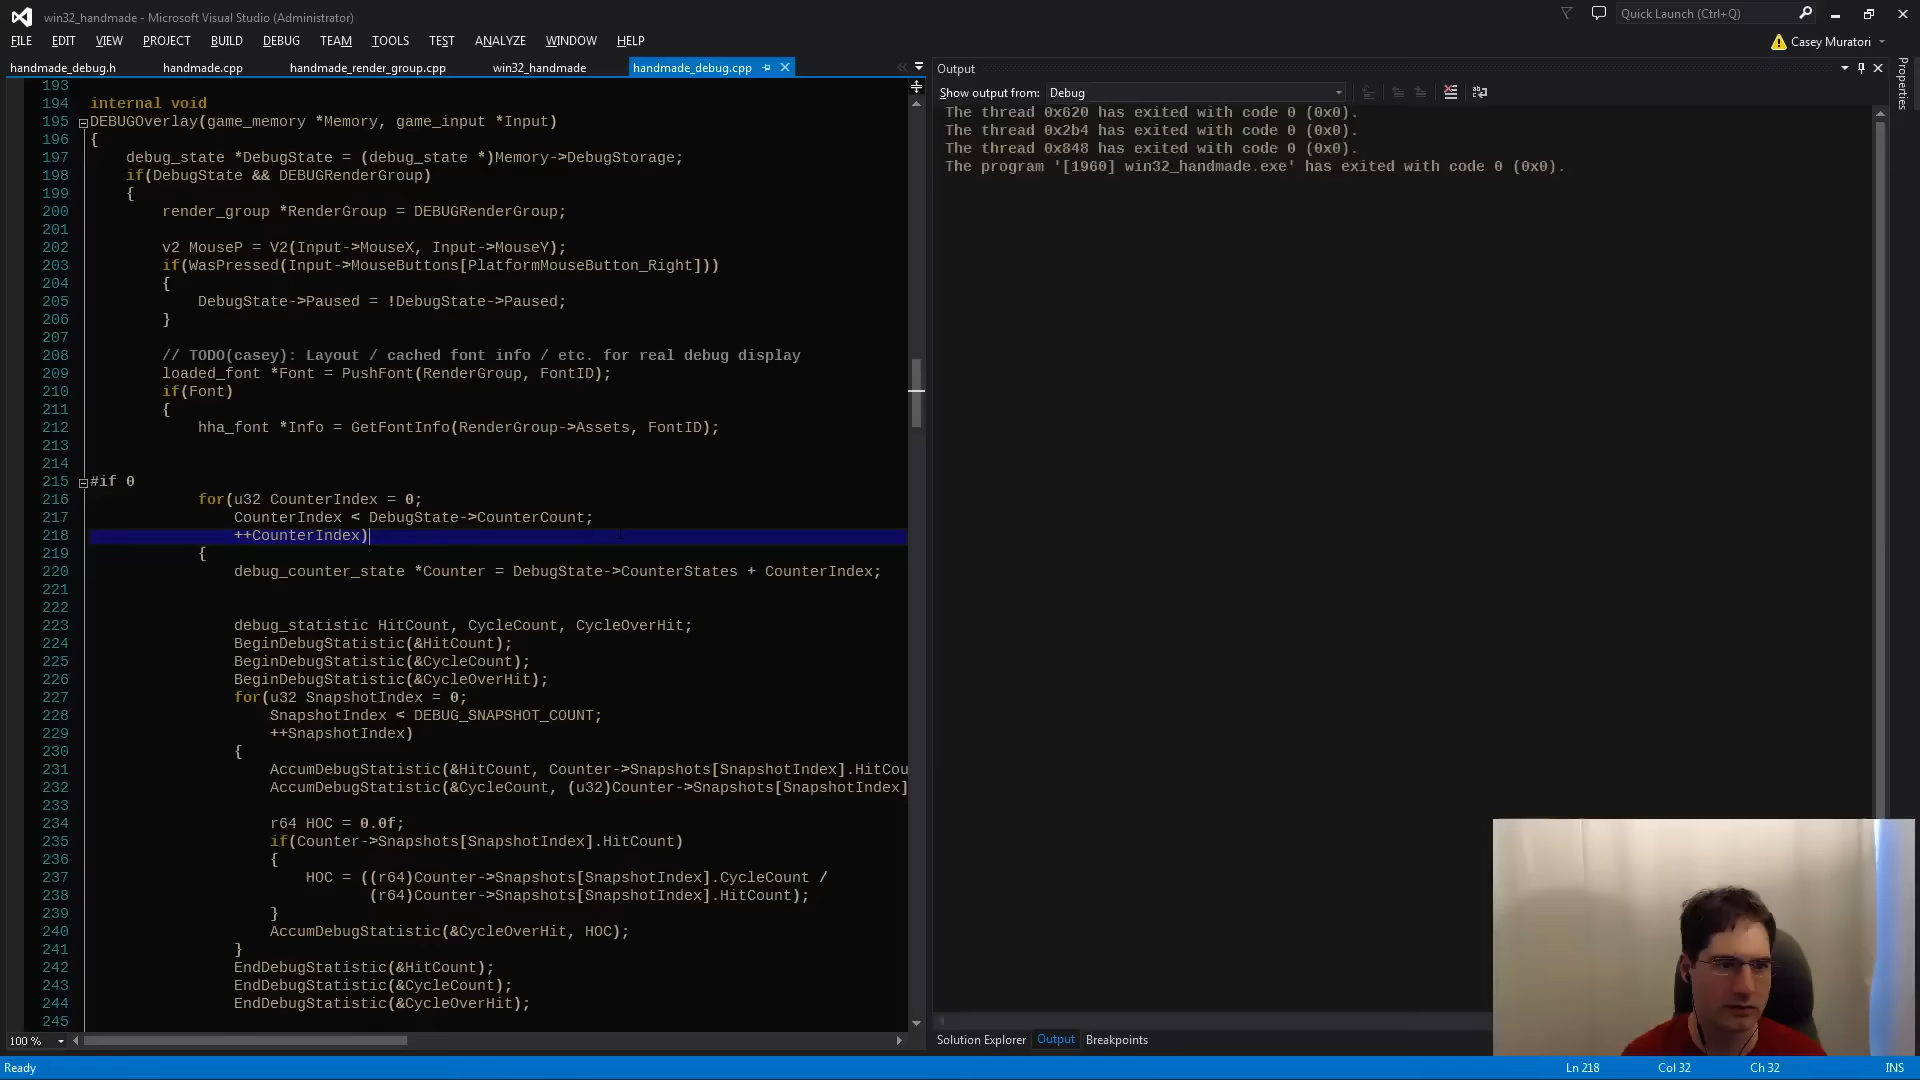 win32_handmade - Microsoft Visual Studio (Administrator)
Quick Launch (Ctrl+Q)
FILE EDIT VIEW PROJECT BUILD DEBUG TEAM TOOLS TEST ANALYZE WINDOW HELP
Casey Muratori
handmade_debug.h handmade.cpp handmade_render_group.cpp win32_handmade handmade_debug.cpp
193
194 internal void
195 DEBUGOverlay(game_memory *Memory, game_input *Input)
196 {
197 debug_state *DebugState = (debug_state *)Memory->DebugStorage;
198 if(DebugState && DEBUGRenderGroup)
199 {
200 render_group *RenderGroup = DEBUGRenderGroup;
201
202 v2 MouseP = V2(Input->MouseX, Input->MouseY);
203 if(WasPressed(Input->MouseButtons[PlatformMouseButton_Right]))
204 {
205 DebugState->Paused = !DebugState->Paused;
206 }
207
208 // TODO(casey): Layout / cached font info / etc. for real debug display
209 loaded_font *Font = PushFont(RenderGroup, FontID);
210 if(Font)
211 {
212 hha_font *Info = GetFontInfo(RenderGroup->Assets, FontID);
213
214
215 #if 0
216 for(u32 CounterIndex = 0;
217 CounterIndex < DebugState->CounterCount;
218 ++CounterIndex)
219 {
220 debug_counter_state *Counter = DebugState->CounterStates + CounterIndex;
221
222
223 debug_statistic HitCount, CycleCount, CycleOverHit;
224 BeginDebugStatistic(&HitCount);
225 BeginDebugStatistic(&CycleCount);
226 BeginDebugStatistic(&CycleOverHit);
227 for(u32 SnapshotIndex = 0;
228 SnapshotIndex < DEBUG_SNAPSHOT_COUNT;
229 ++SnapshotIndex)
230 {
231 AccumDebugStatistic(&HitCount, Counter->Snapshots[SnapshotIndex].HitCou
232 AccumDebugStatistic(&CycleCount, (u32)Counter->Snapshots[SnapshotIndex]
233
234 r64 HOC = 0.0f;
235 if(Counter->Snapshots[SnapshotIndex].HitCount)
236 {
237 HOC = ((r64)Counter->Snapshots[SnapshotIndex].CycleCount /
238 (r64)Counter->Snapshots[SnapshotIndex].HitCount);
239 }
240 AccumDebugStatistic(&CycleOverHit, HOC);
241 }
242 EndDebugStatistic(&HitCount);
243 EndDebugStatistic(&CycleCount);
244 EndDebugStatistic(&CycleOverHit);
245
100 %
Output
Show output from: Debug
The thread 0x620 has exited with code 0 (0x0).
The thread 0x2b4 has exited with code 0 (0x0).
The thread 0x848 has exited with code 0 (0x0).
The program '[1960] win32_handmade.exe' has exited with code 0 (0x0).
Properties
Solution Explorer Output Breakpoints
Ready Ln 218 Col 32 Ch 32 INS